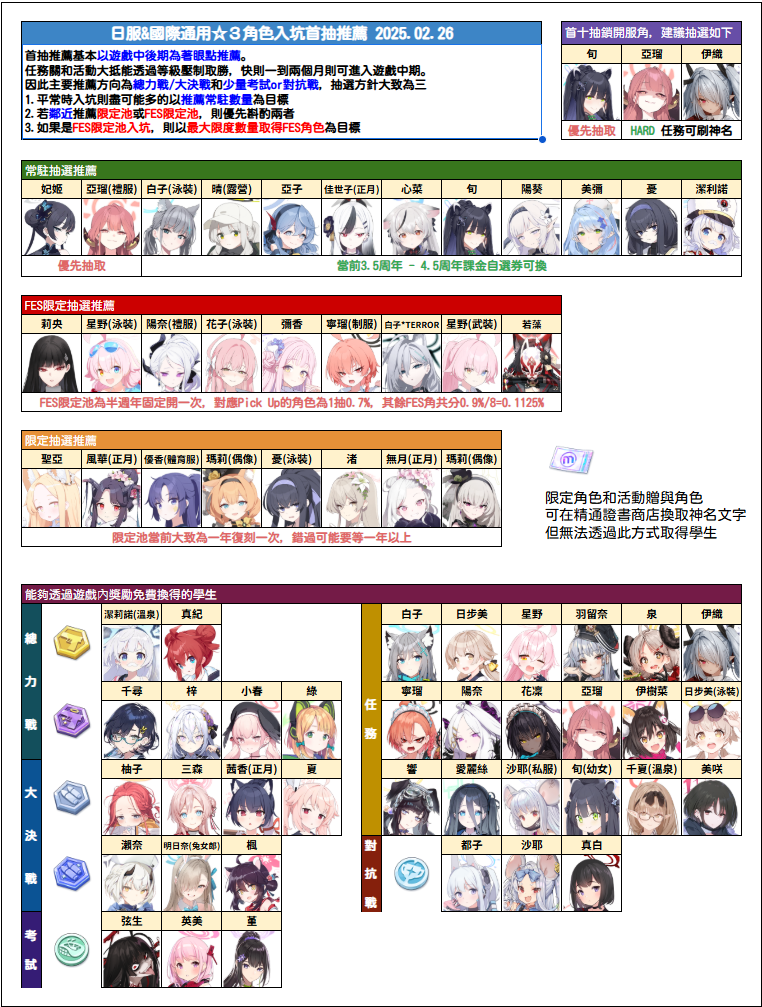 日服&國際通用☆３角色入坑首抽推薦 2025.02.26
首抽推薦基本以遊戲中後期為著眼點推薦。
任務關和活動大抵能透過等級壓制取勝，快則一到兩個月則可進入遊戲中期。
因此主要推薦方向為總力戰/大決戰和少量考試or對抗戰，抽選方針大致為三
1. 平常時入坑則盡可能多的以推薦常駐數量為目標
2. 若鄰近推薦限定池或FES限定池，則優先斟酌兩者
3. 如果是FES限定池入坑，則以最大限度數量取得FES角色為目標
首十抽鎖開服角，建議抽選如下
旬 亞瑠 伊織
優先抽取 HARD 任務可刷神名
常駐抽選推薦
妃姬 亞瑠(禮服) 白子(泳裝) 晴(露營) 亞子 佳世子(正月) 心菜 旬 陽葵 美彌 憂 潔利諾
優先抽取 當前3.5周年 - 4.5周年課金自選券可換
FES限定抽選推薦
莉央 星野(泳裝) 陽奈(禮服) 花子(泳裝) 彌香 寧瑠(制服) 白子*TERROR 星野(武裝) 若藻
FES限定池為半週年固定開一次，對應Pick Up的角色為1抽0.7%，其餘FES角共分0.9%/8=0.1125%
限定抽選推薦
聖亞 風華(正月) 優香(體育服) 瑪莉(偶像) 憂(泳裝) 渚 無月(正月) 瑪莉(偶像)
限定池當前大致為一年復刻一次，錯過可能要等一年以上
限定角色和活動贈與角色
可在精通證書商店換取神名文字
但無法透過此方式取得學生
能夠透過遊戲內獎勵免費換得的學生
總力戰
潔莉諾(溫泉) 真紀
千尋 梓 小春 綠
大決戰
柚子 三森 茜香(正月) 夏
瀨奈 明日奈(兔女郎) 楓
考試
弦生 英美 堇
任務
白子 日步美 星野 羽留奈 泉 伊織
寧瑠 陽奈 花凜 亞瑠 伊樹菜 日步美(泳裝)
響 愛麗絲 沙耶(私服) 旬(幼女) 千夏(溫泉) 美咲
對抗戰
都子 沙耶 真白